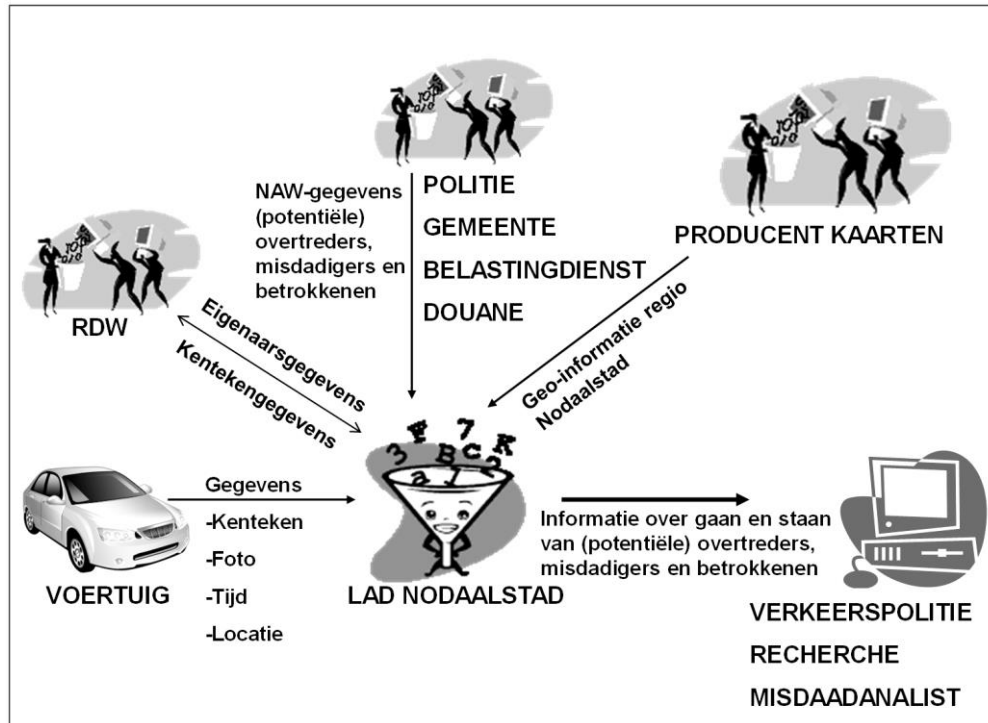 NAW-gegevens
(potentiële)
overtreders,
misdadigers en
betrokkenen
POLITIE
GEMEENTE
BELASTINGDIENST
DOUANE
PRODUCENT KAARTEN
RDW
Eigenaarsgegevens
Kentekengegevens
Geo-informatie regio
Nodaalstad
VOERTUIG
Gegevens
-Kenteken
-Foto
-Tijd
-Locatie
LAD NODAALSTAD
Informatie over gaan en staan
van (potentiële) overtreders,
misdadigers en betrokkenen
VERKEERSPOLITIE
RECHERCHE
MISDAADANALIST